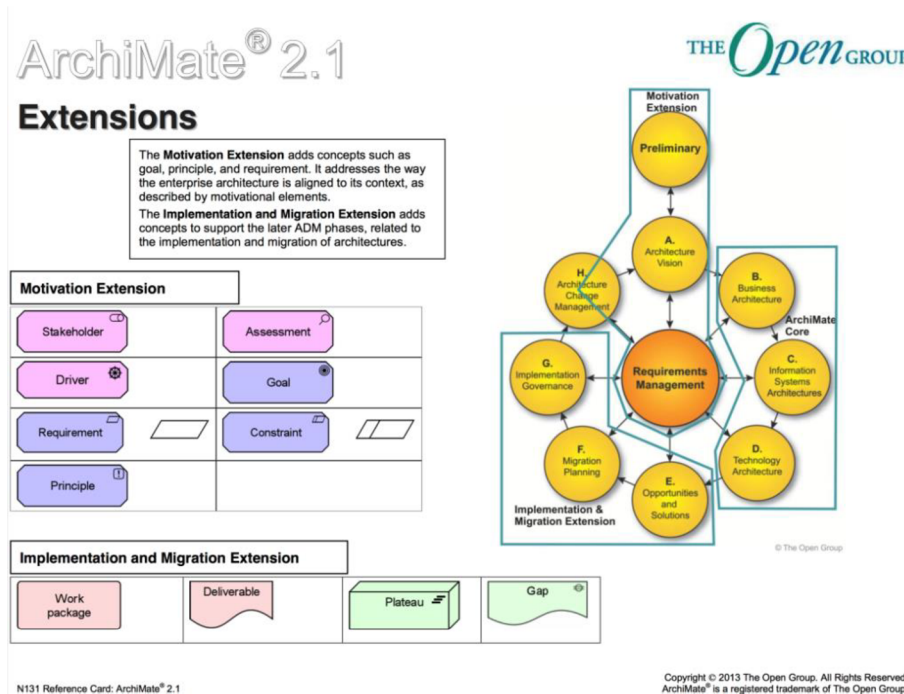 ArchiMate® 2.1
THE Open GROUP
Extensions
The Motivation Extension adds concepts such as
goal, principle, and requirement. It addresses the way
the enterprise architecture is aligned to its context, as
described by motivational elements.
The Implementation and Migration Extension adds
concepts to support the later ADM phases, related to
the implementation and migration of architectures.
Motivation
Extension
Preliminary
A.
Architecture
Vision
H.
Architecture
Change
Management
B.
Business
Architecture
ArchiMate
Core
G.
Implementation
Governance
Requirements
Management
C.
Information
Systems
Architectures
F.
Migration
Planning
D.
Technology
Architecture
E.
Opportunities
and
Solutions
Implementation &
Migration Extension
© The Open Group
Motivation Extension
Stakeholder
Assessment
Driver
Goal
Requirement
Constraint
Principle
Implementation and Migration Extension
Work
package
Deliverable
Plateau
Gap
N131 Reference Card: ArchiMate® 2.1
Copyright © 2013 The Open Group. All Rights Reserved
ArchiMate® is a registered trademark of The Open Group